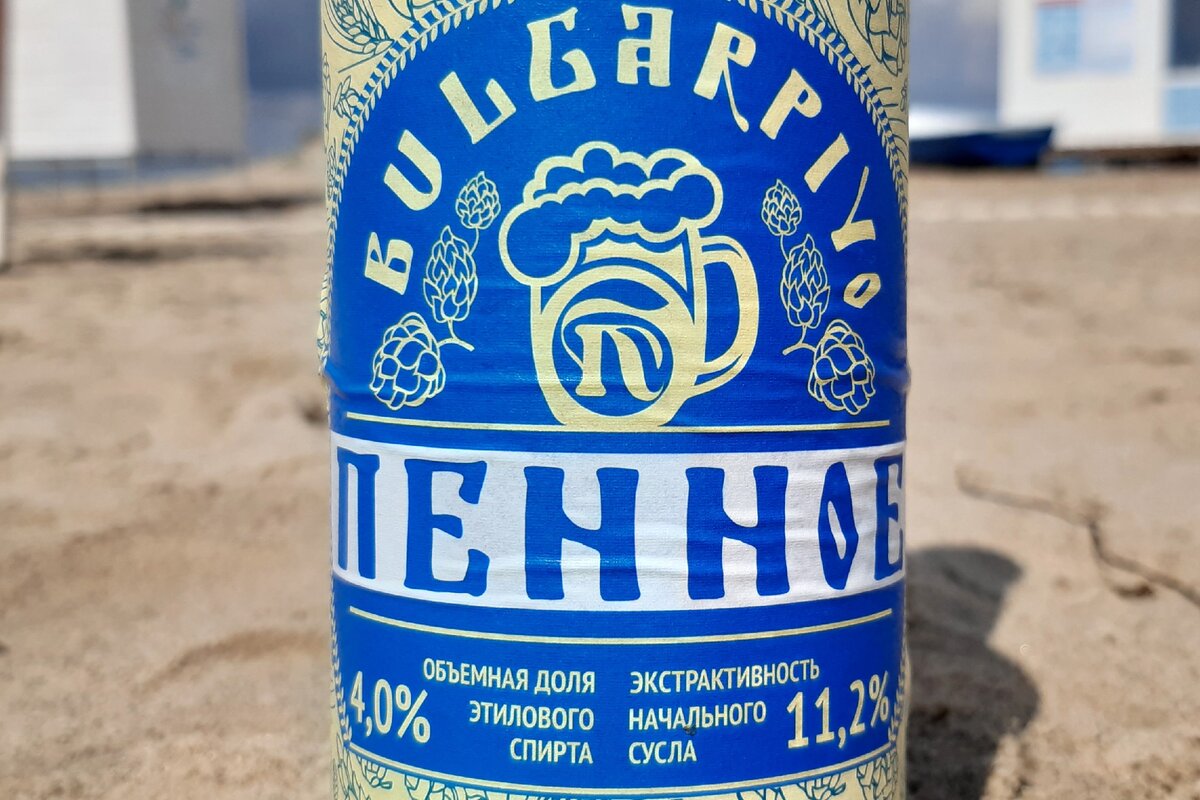 BULGARPIVO
П
ПЕННОЕ
4,0%
ОБЪЕМНАЯ ДОЛЯ
ЭТИЛОВОГО
СПИРТА
ЭКСТРАКТИВНОСТЬ
НАЧАЛЬНОГО
СУСЛА
11,2%